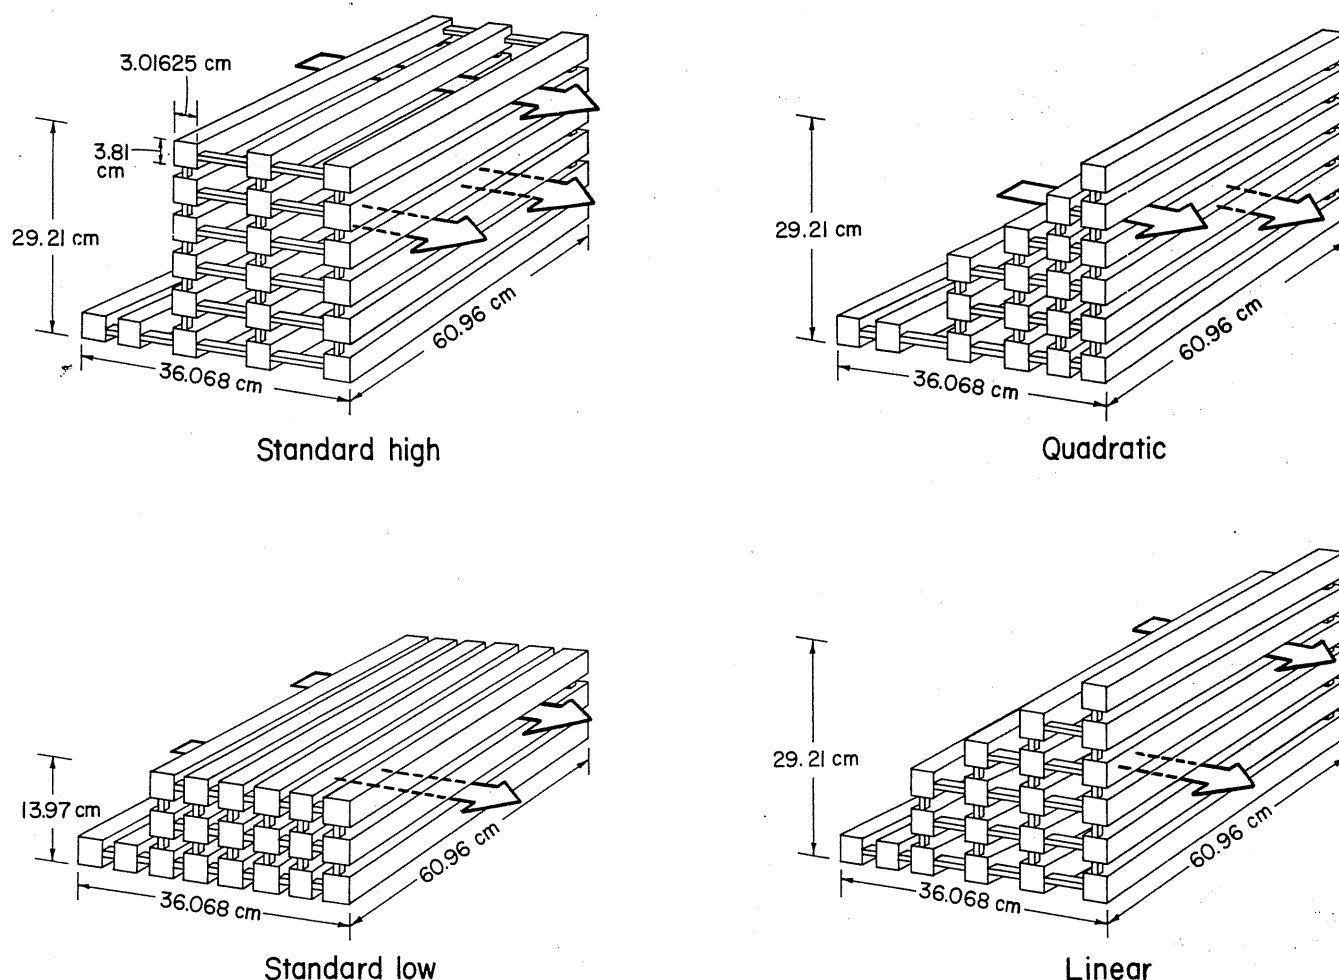 3.01625 cm
3.81
cm
29.21 cm
60.96 cm
36.068 cm
Standard high
29.21 cm
60.96 cm
36.068 cm
Quadratic
13.97 cm
60.96 cm
36.068 cm
Standard low
29.21 cm
60.96 cm
36.068 cm
Linear